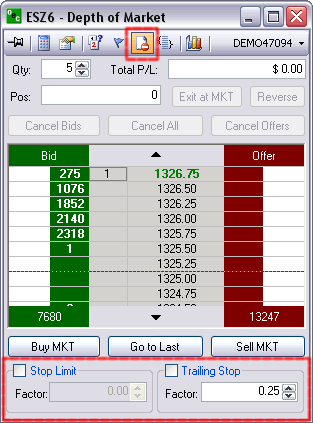 ESZ6 - Depth of Market
DEMO47094
Qty: 5 Total P/L: $ 0.00
Pos: 0 Exit at MKT Reverse
Cancel Bids Cancel All Cancel Offers
Bid Offer
275 1 1326.75
1076 1326.50
1852 1326.25
2140 1326.00
2318 1325.75
1 1325.50
1325.25
1325.00
1324.75
1324.50
7680 13247
Buy MKT Go to Last Sell MKT
Stop Limit Trailing Stop
Factor: 0.00 Factor: 0.25